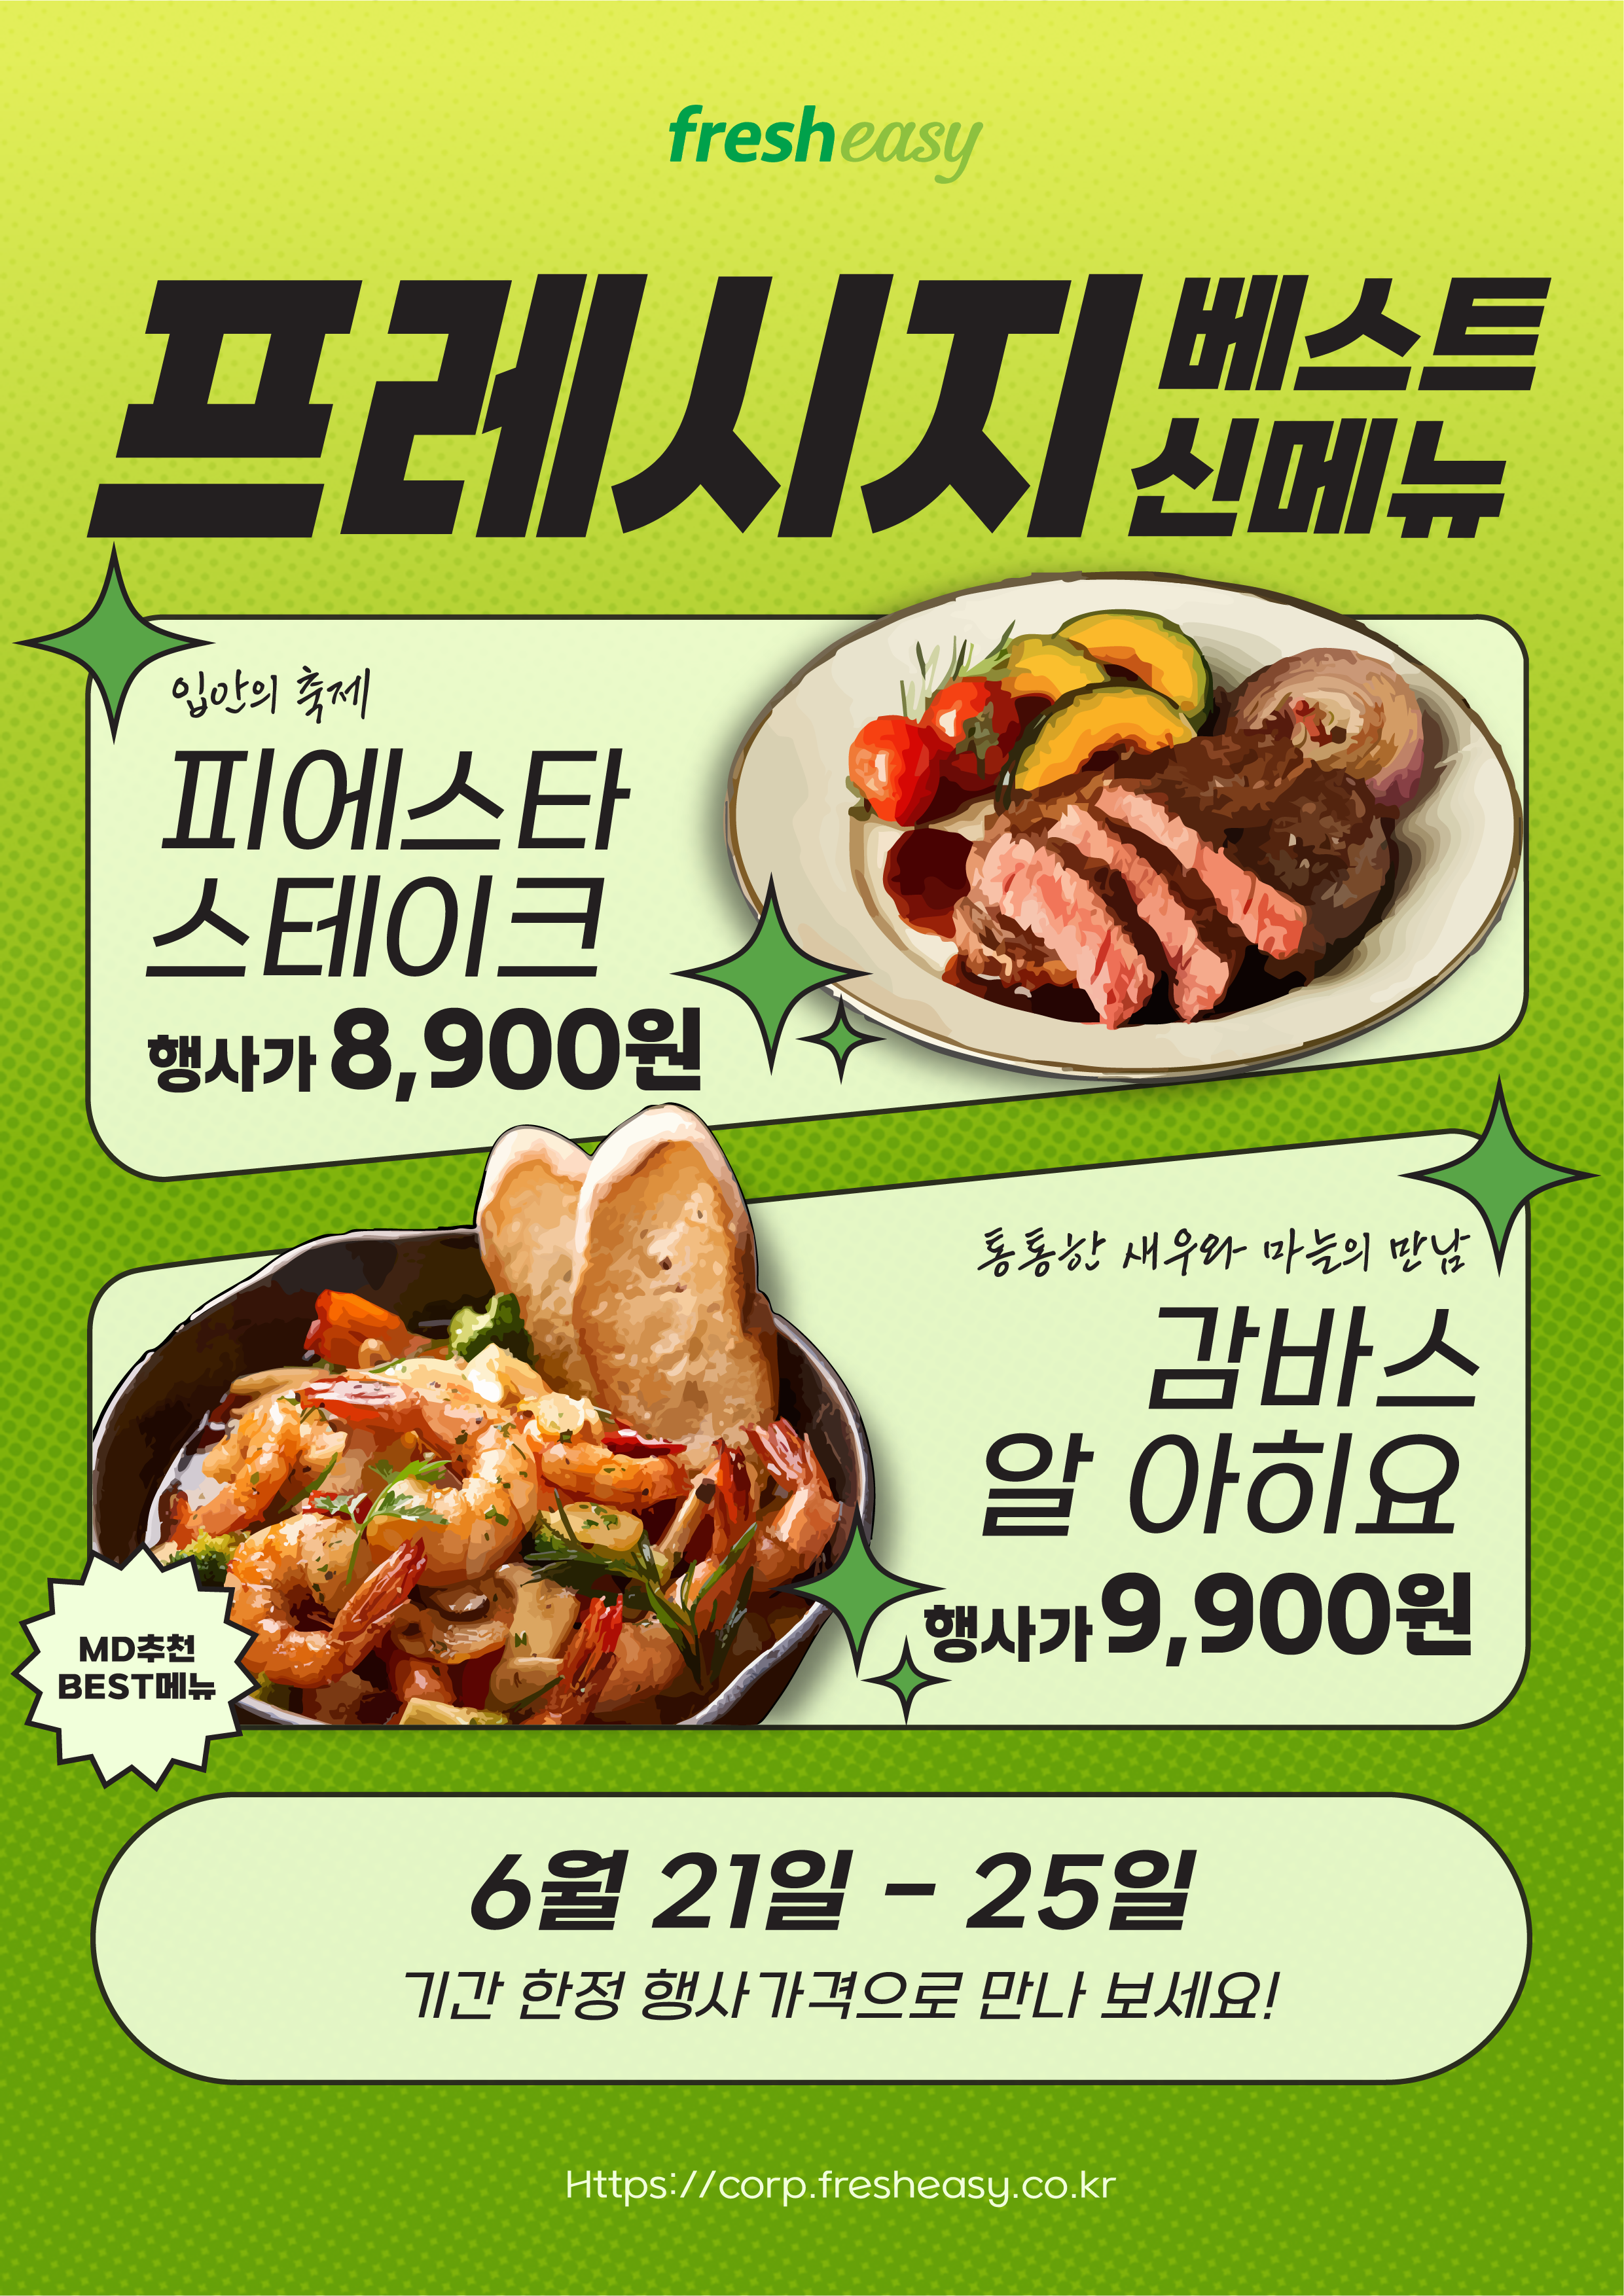 fresheasy
프레시지
베스트
신메뉴
입안의 축제
피에스타
스테이크
행사가 8,900원
통통한 새우와 마늘의 만남
감바스
알 아히요
행사가 9,900원
MD추천
BEST메뉴
6월 21일 - 25일
기간 한정 행사가격으로 만나 보세요!
Https://corp.fresheasy.co.kr